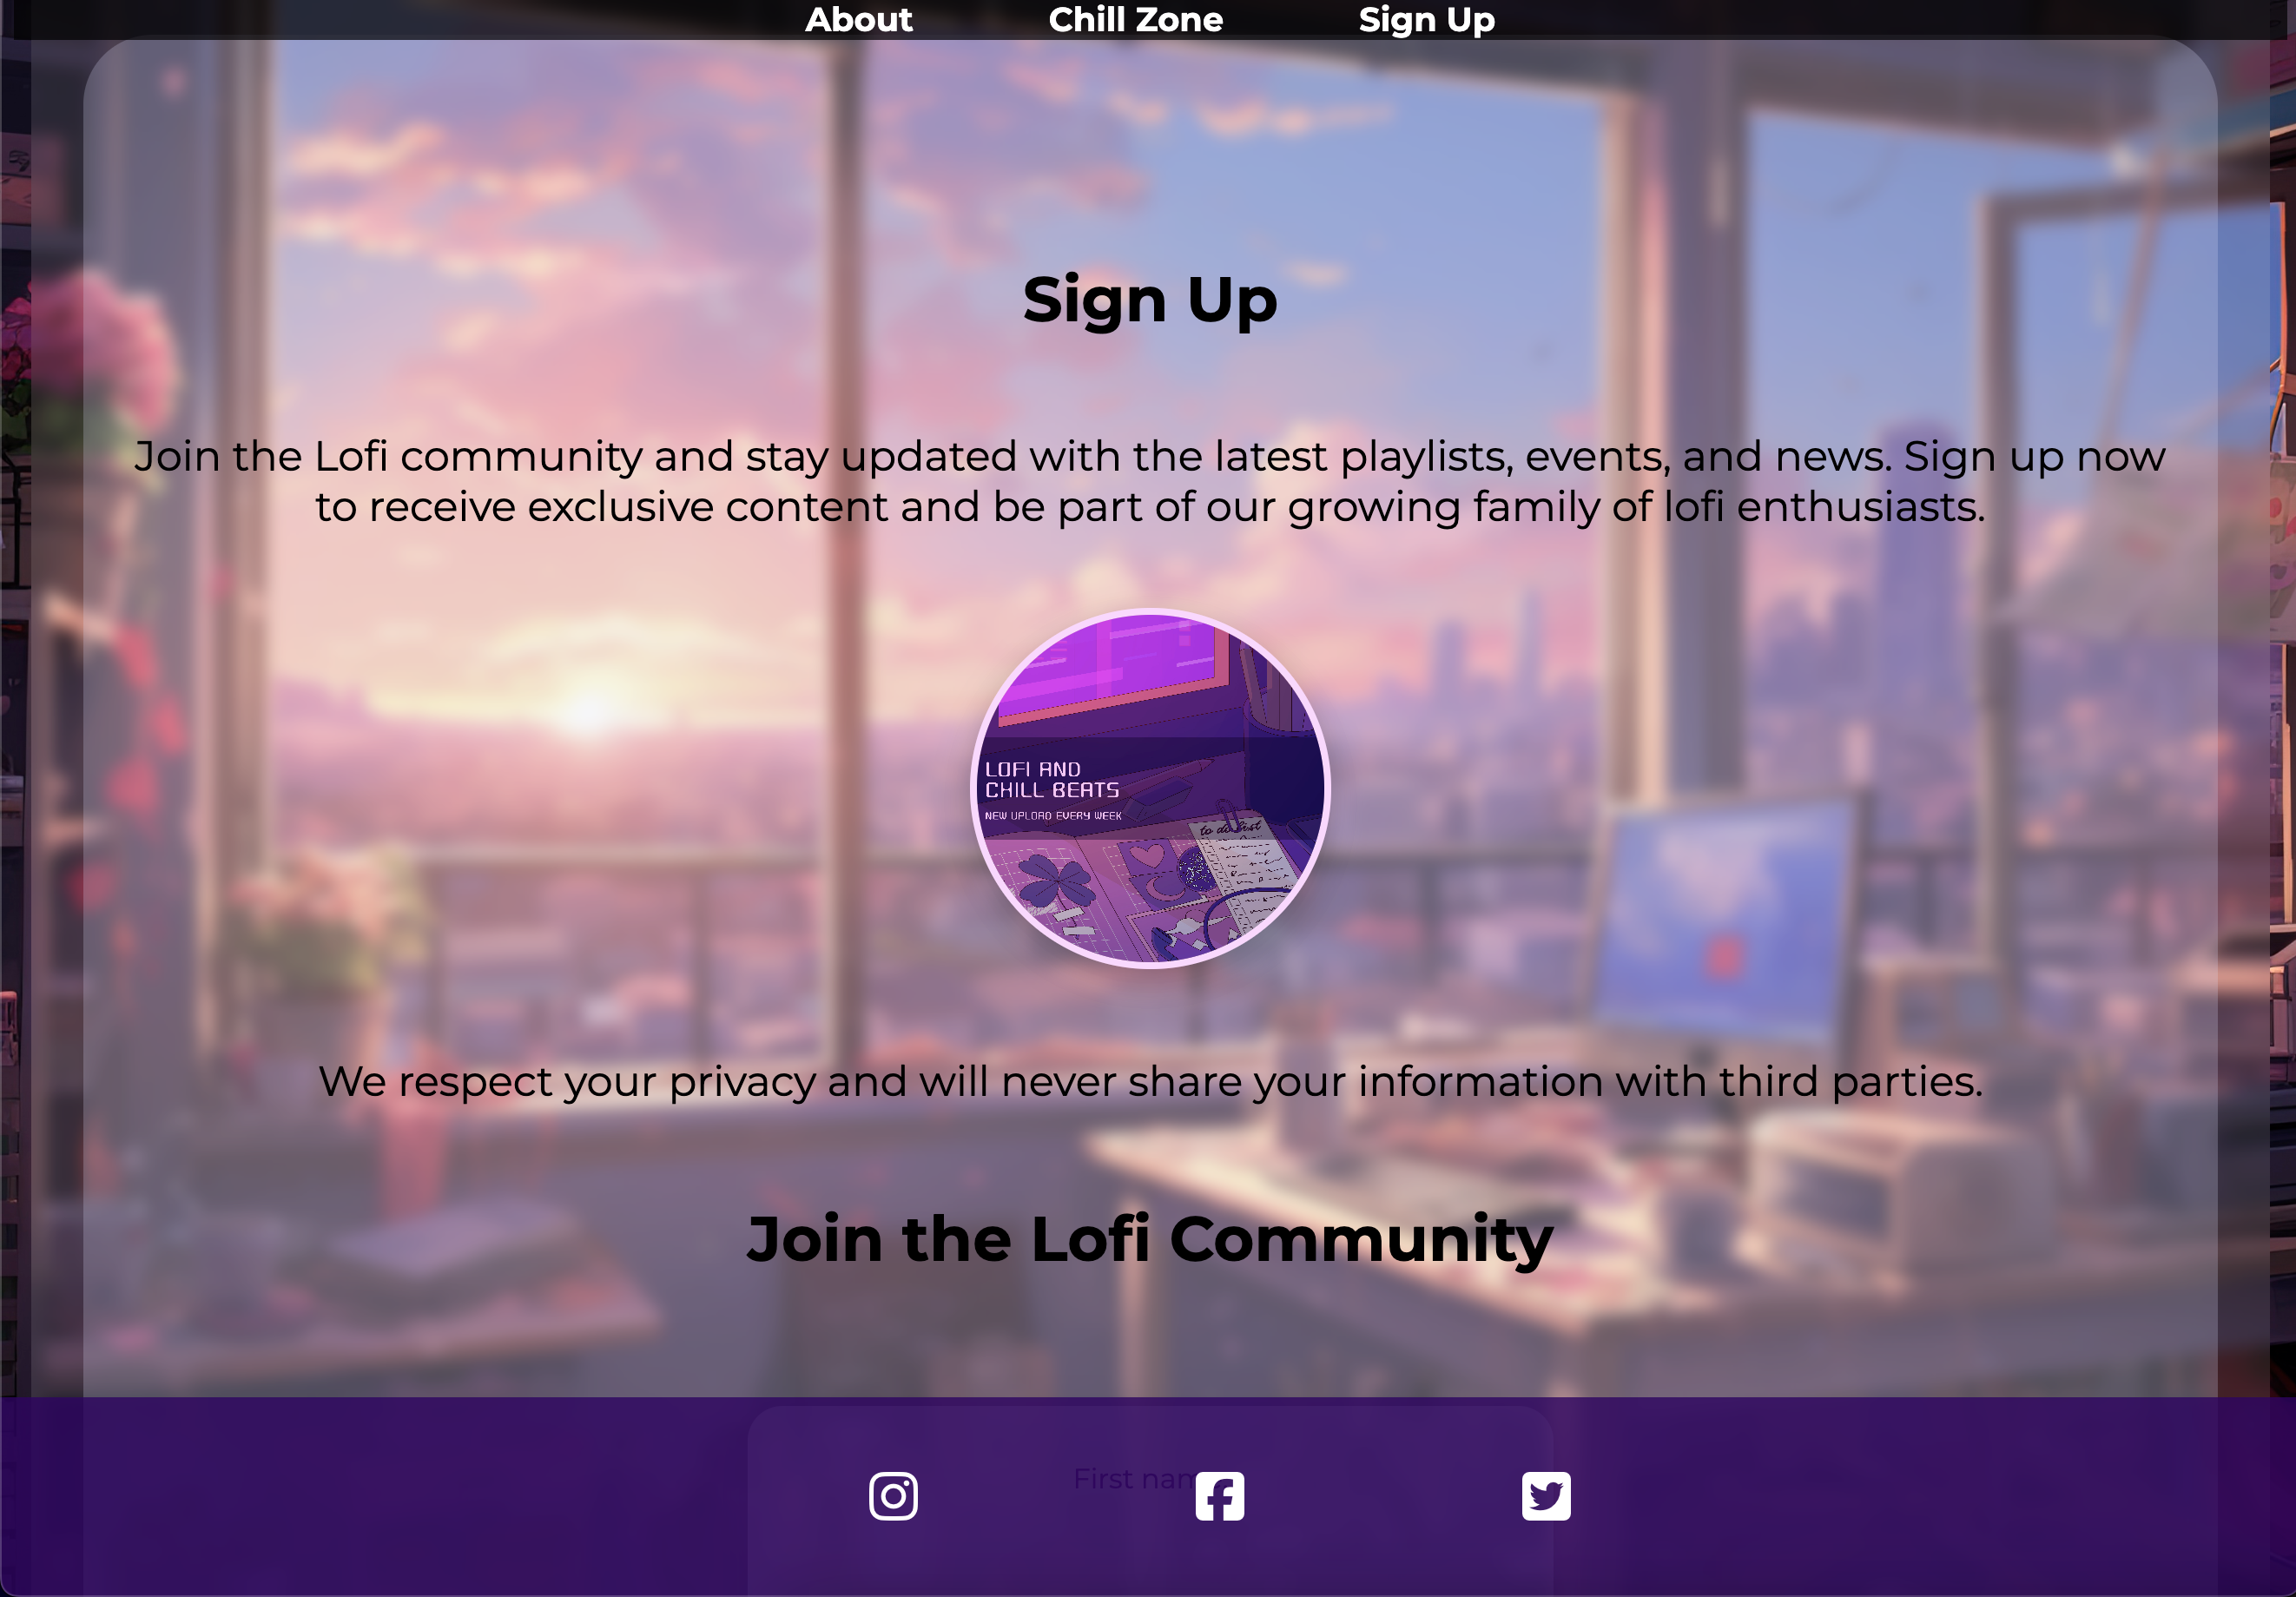 About Chill Zone Sign Up
Sign Up
Join the Lofi community and stay updated with the latest playlists, events, and news. Sign up now
to receive exclusive content and be part of our growing family of lofi enthusiasts.
LOFI AND
CHILL BEATS
NEW UPLOAD EVERY WEEK
to do list
We respect your privacy and will never share your information with third parties.
Join the Lofi Community
First nam